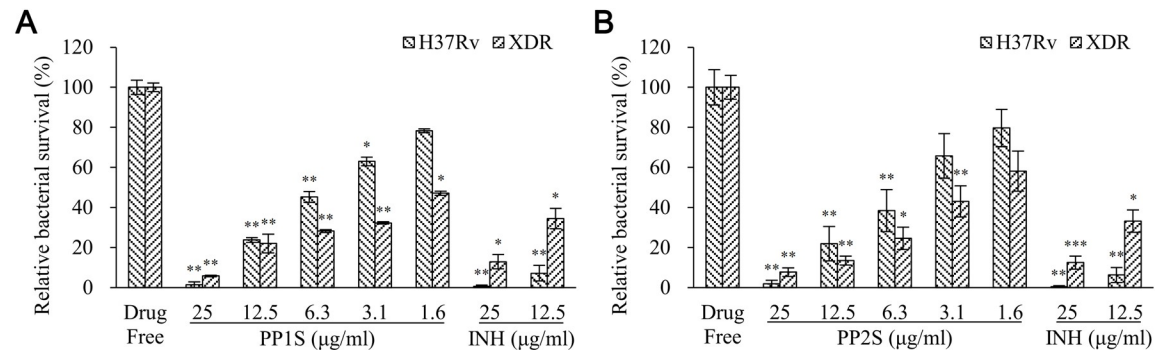 A
H37Rv XDR
Relative bacterial survival (%)
120
100
80
60
40
20
0
** ** ** ** ** ** * ** * ** * ** *
Drug Free
25 12.5 6.3 3.1 1.6 25 12.5
PP1S (μg/ml) INH (μg/ml)
B
H37Rv XDR
Relative bacterial survival (%)
120
100
80
60
40
20
0
** ** ** ** ** * ** ** *** ** *
Drug Free
25 12.5 6.3 3.1 1.6 25 12.5
PP2S (μg/ml) INH (μg/ml)